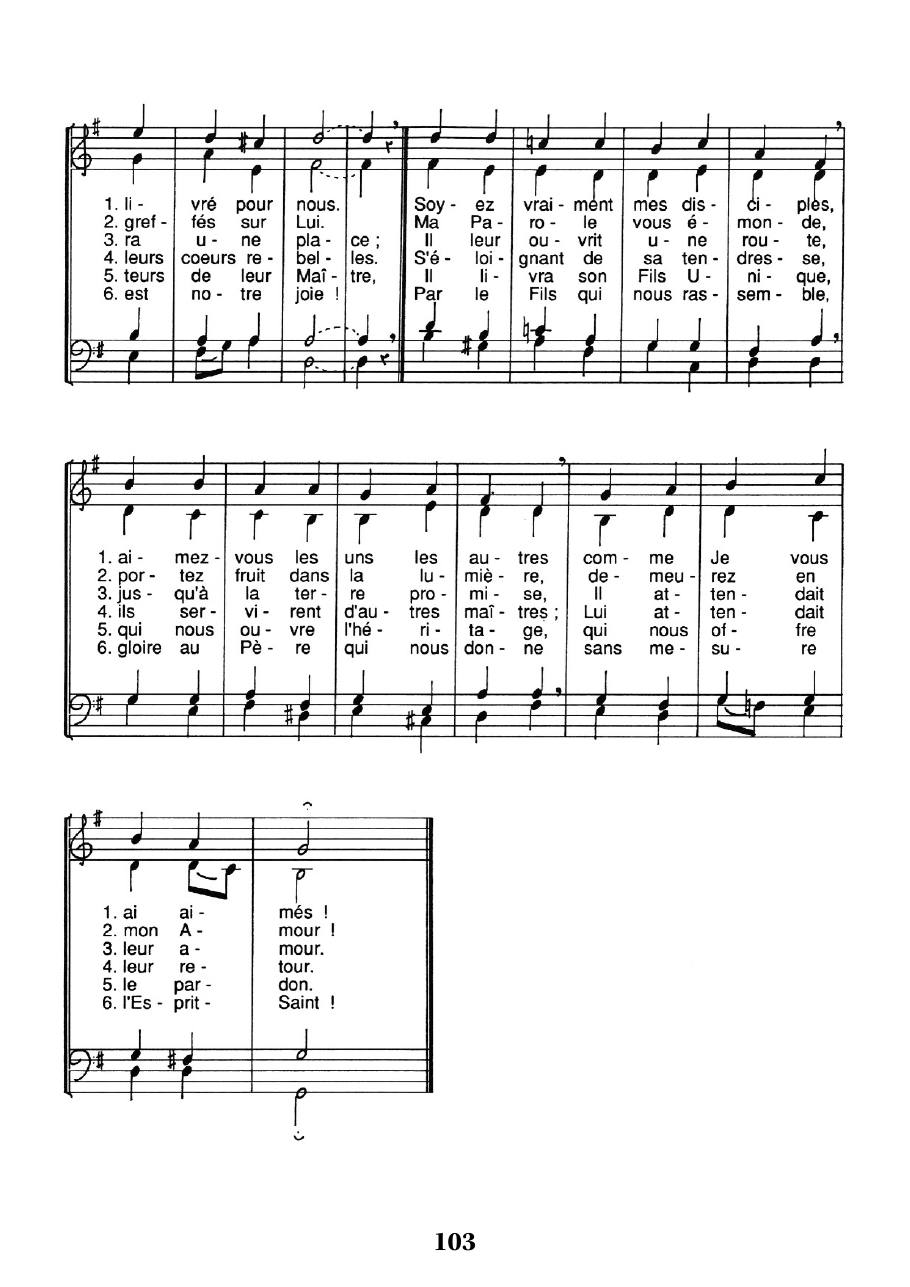 1. li - vré pour nous. Soy - ez vrai - ment mes dis - ci - ples,
2. gref - fés sur Lui. Ma Pa - ro - le vous é - mon - de,
3. ra u - ne pla - ce ; Il leur ou - vrit u - ne rou - te,
4. leurs coeurs re - bel - les. S'é - loi - gnant de sa ten - dres - se,
5. teurs de leur Maî - tre, Il li - vra son Fils U - ni - que,
6. est no - tre joie ! Par le Fils qui nous ras - sem - ble,
1. ai - mez - vous les uns les au - tres com - me Je vous
2. por - tez fruit dans la lu - miè - re, de - meu - rez en
3. jus - qu'à la ter - re pro - mi - se, Il at - ten - dait
4. ils ser - vi - rent d'au - tres maî - tres ; Lui at - ten - dait
5. qui nous ou - vre l'hé - ri - ta - ge, qui nous of - fre
6. gloire au Pè - re qui nous don - ne sans me - su - re
1. ai ai - més !
2. mon A - mour !
3. leur a - mour.
4. leur re - tour.
5. le par - don.
6. l'Es - prit - Saint !
103